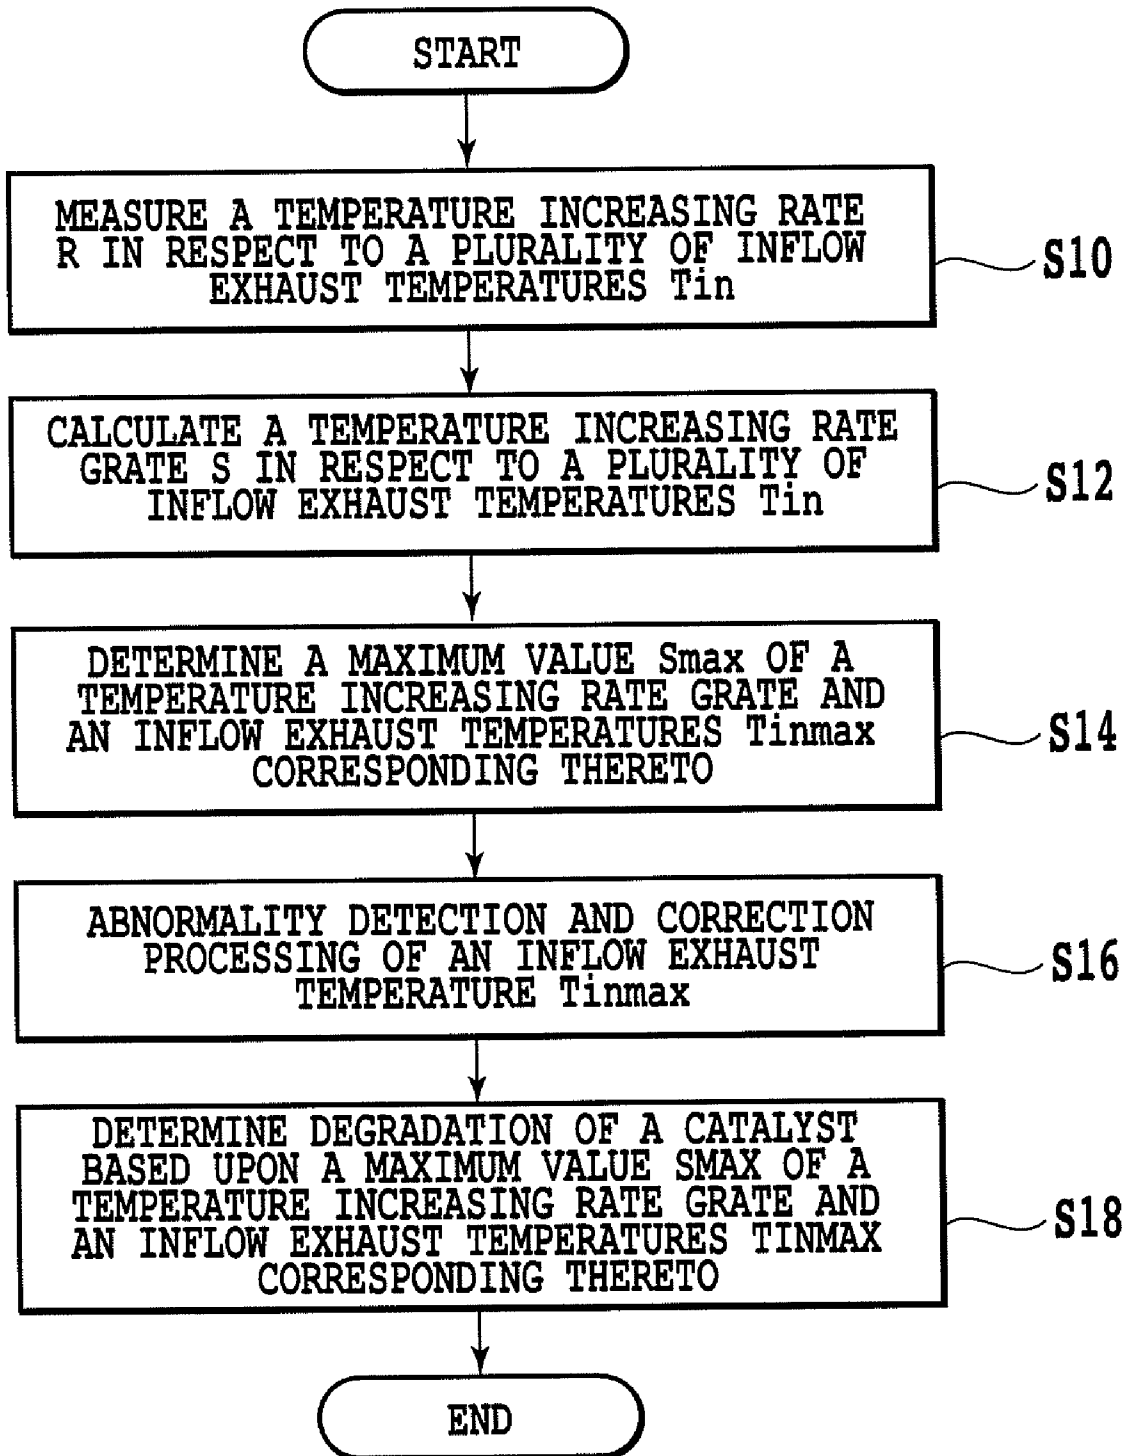 START
MEASURE A TEMPERATURE INCREASING RATE
R IN RESPECT TO A PLURALITY OF INFLOW
EXHAUST TEMPERATURES Tin
S10
CALCULATE A TEMPERATURE INCREASING RATE
GRATE S IN RESPECT TO A PLURALITY OF
INFLOW EXHAUST TEMPERATURES Tin
S12
DETERMINE A MAXIMUM VALUE Smax OF A
TEMPERATURE INCREASING RATE GRATE AND
AN INFLOW EXHAUST TEMPERATURES Tinmax
CORRESPONDING THERETO
S14
ABNORMALITY DETECTION AND CORRECTION
PROCESSING OF AN INFLOW EXHAUST
TEMPERATURE Tinmax
S16
DETERMINE DEGRADATION OF A CATALYST
BASED UPON A MAXIMUM VALUE SMAX OF A
TEMPERATURE INCREASING RATE GRATE AND
AN INFLOW EXHAUST TEMPERATURES TINMAX
CORRESPONDING THERETO
S18
END